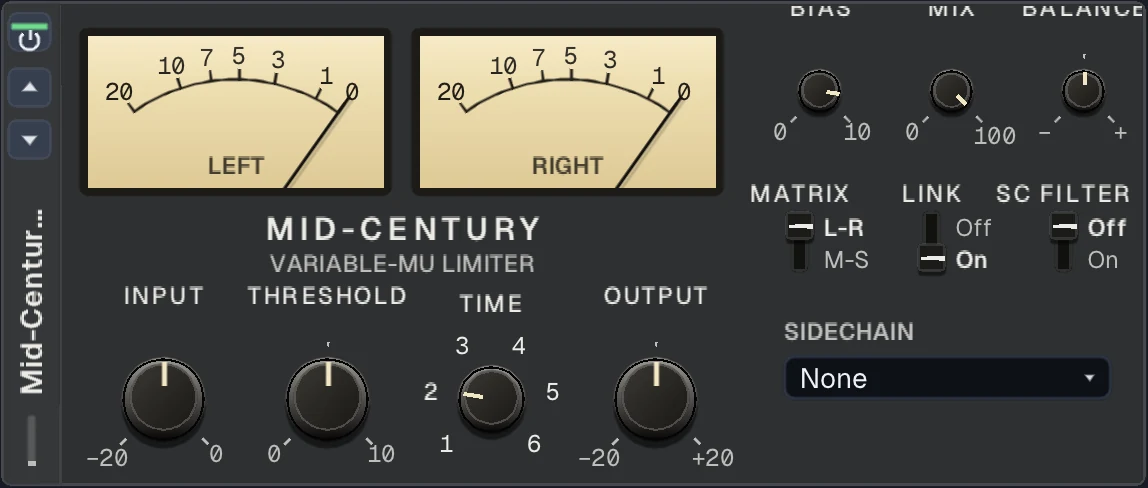 BIAS MIX BALANCE
20 10 7 5 3 1 0
LEFT
20 10 7 5 3 1 0
RIGHT
0 10
0 100
- +
MATRIX
L-R
M-S
LINK
Off
On
SC FILTER
Off
On
MID-CENTURY
VARIABLE-MU LIMITER
Mid-Centur...
INPUT
-20 0
THRESHOLD
0 10
TIME
1 2 3 4 5 6
OUTPUT
-20 +20
SIDECHAIN
None